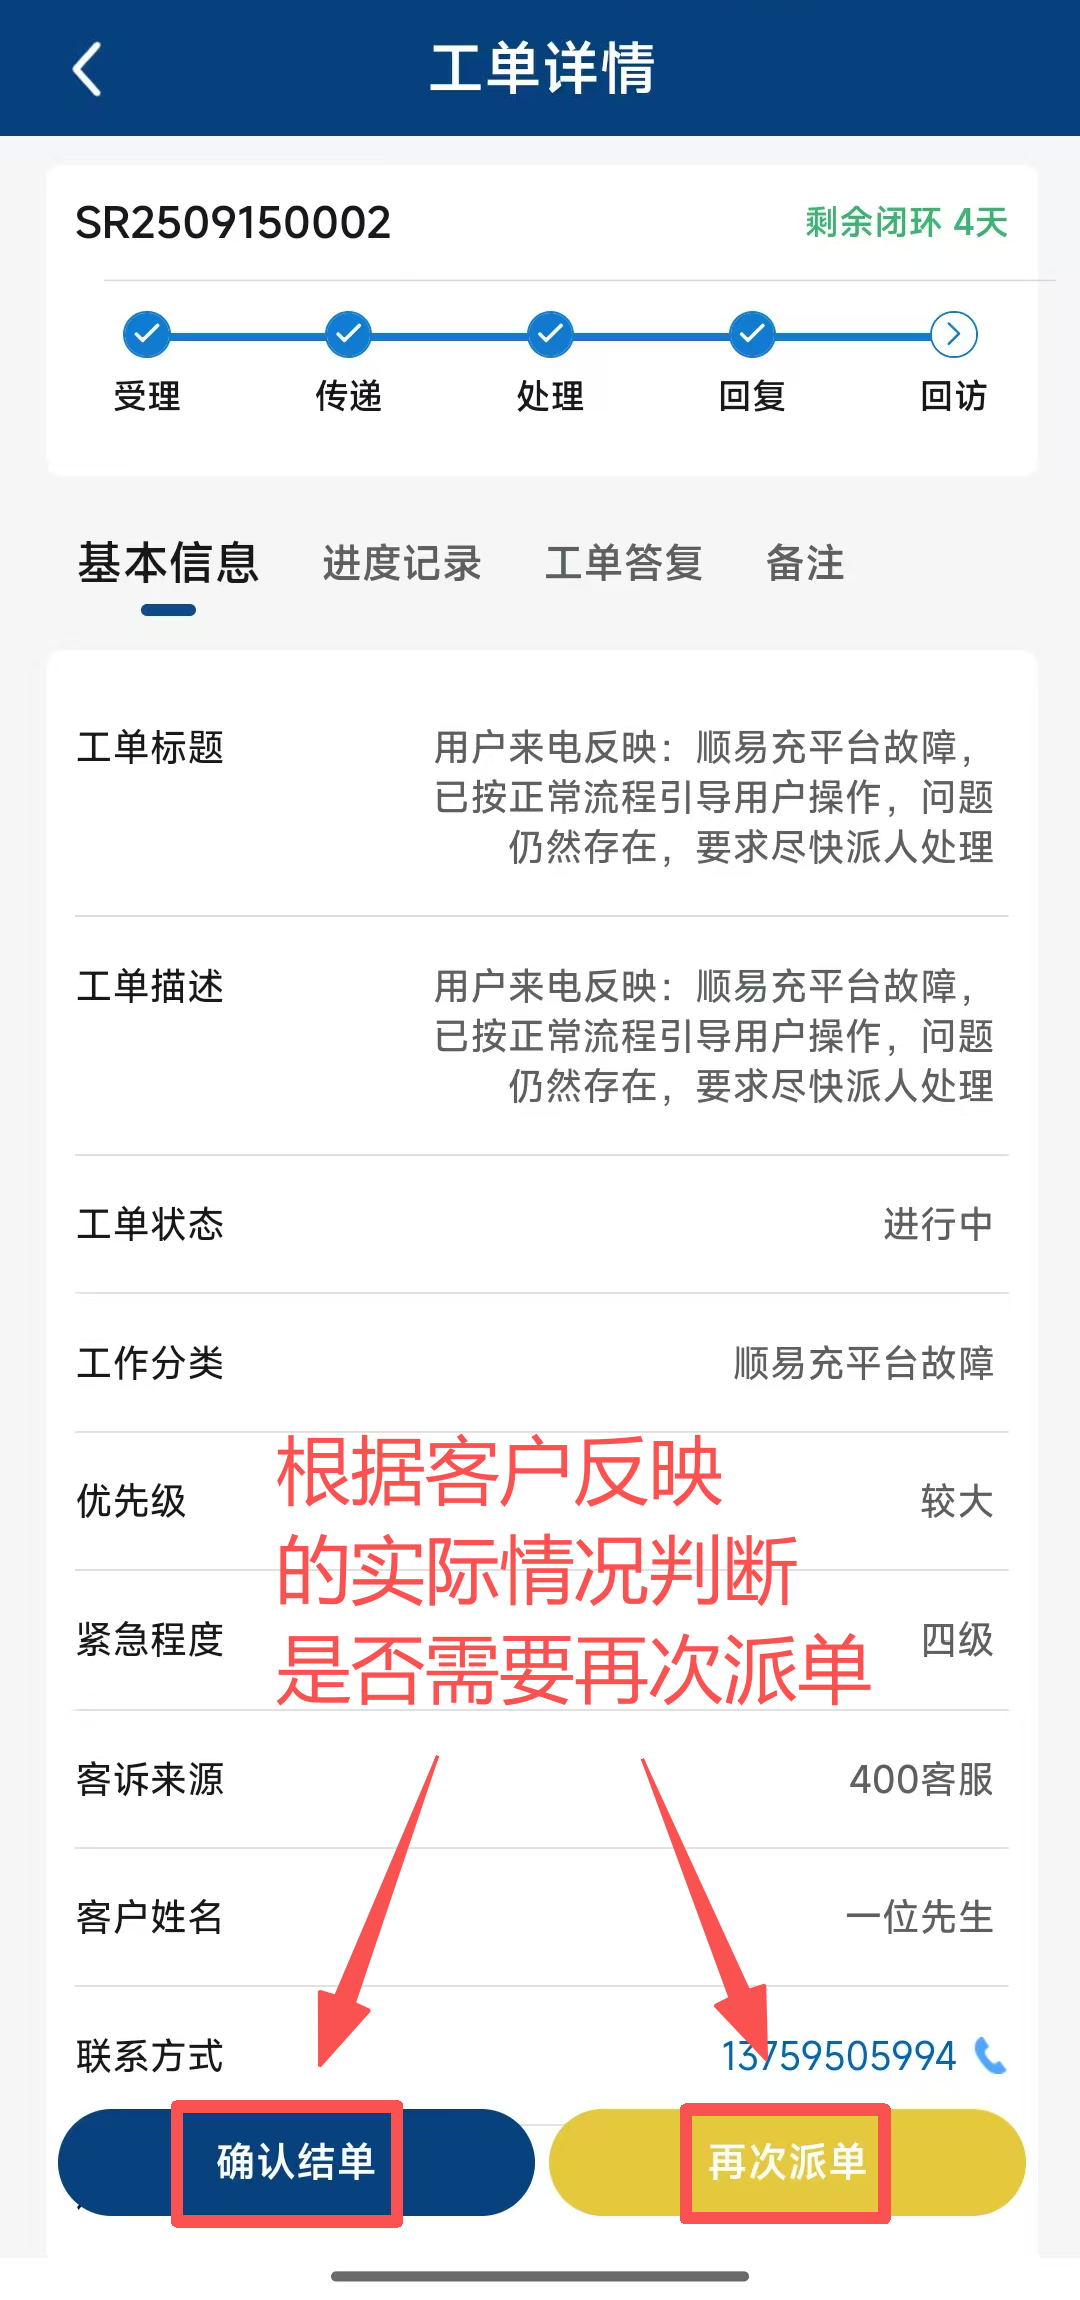 工单详情
SR2509150002
剩余闭环 4天
受理
传递
处理
回复
回访
基本信息
进度记录
工单答复
备注
工单标题
用户来电反映：顺易充平台故障，
已按正常流程引导用户操作，问题
仍然存在，要求尽快派人处理
工单描述
用户来电反映：顺易充平台故障，
已按正常流程引导用户操作，问题
仍然存在，要求尽快派人处理
工单状态
进行中
工作分类
顺易充平台故障
根据客户反映
的实际情况判断
是否需要再次派单
优先级
较大
紧急程度
四级
客诉来源
400客服
客户姓名
一位先生
联系方式
13759505994
确认结单
再次派单